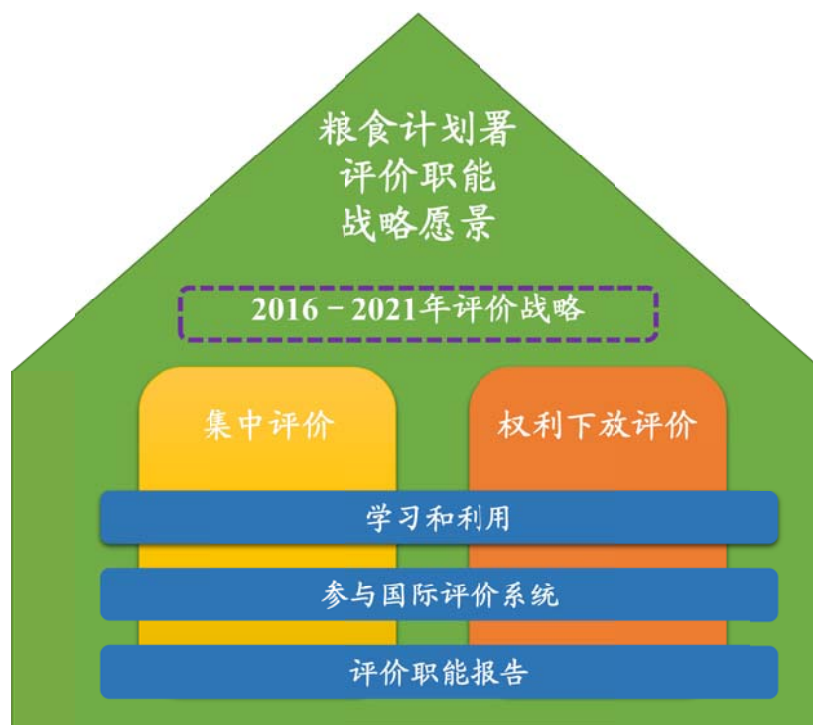 粮食计划署
评价职能
战略愿景
2016－2021年评价战略
集中评价
权利下放评价
学习和利用
参与国际评价系统
评价职能报告